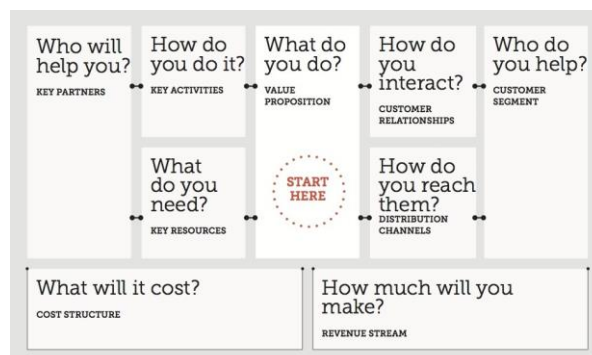 Who will
help you?
KEY PARTNERS
How do
you do it?
KEY ACTIVITIES
What
do you
need?
KEY RESOURCES
What do
you do?
VALUE
PROPOSITION
START
HERE
How do
you
interact?
CUSTOMER
RELATIONSHIPS
How do
you reach
them?
DISTRIBUTION
CHANNELS
Who do
you help?
CUSTOMER
SEGMENT
What will it cost?
COST STRUCTURE
How much will you
make?
REVENUE STREAM